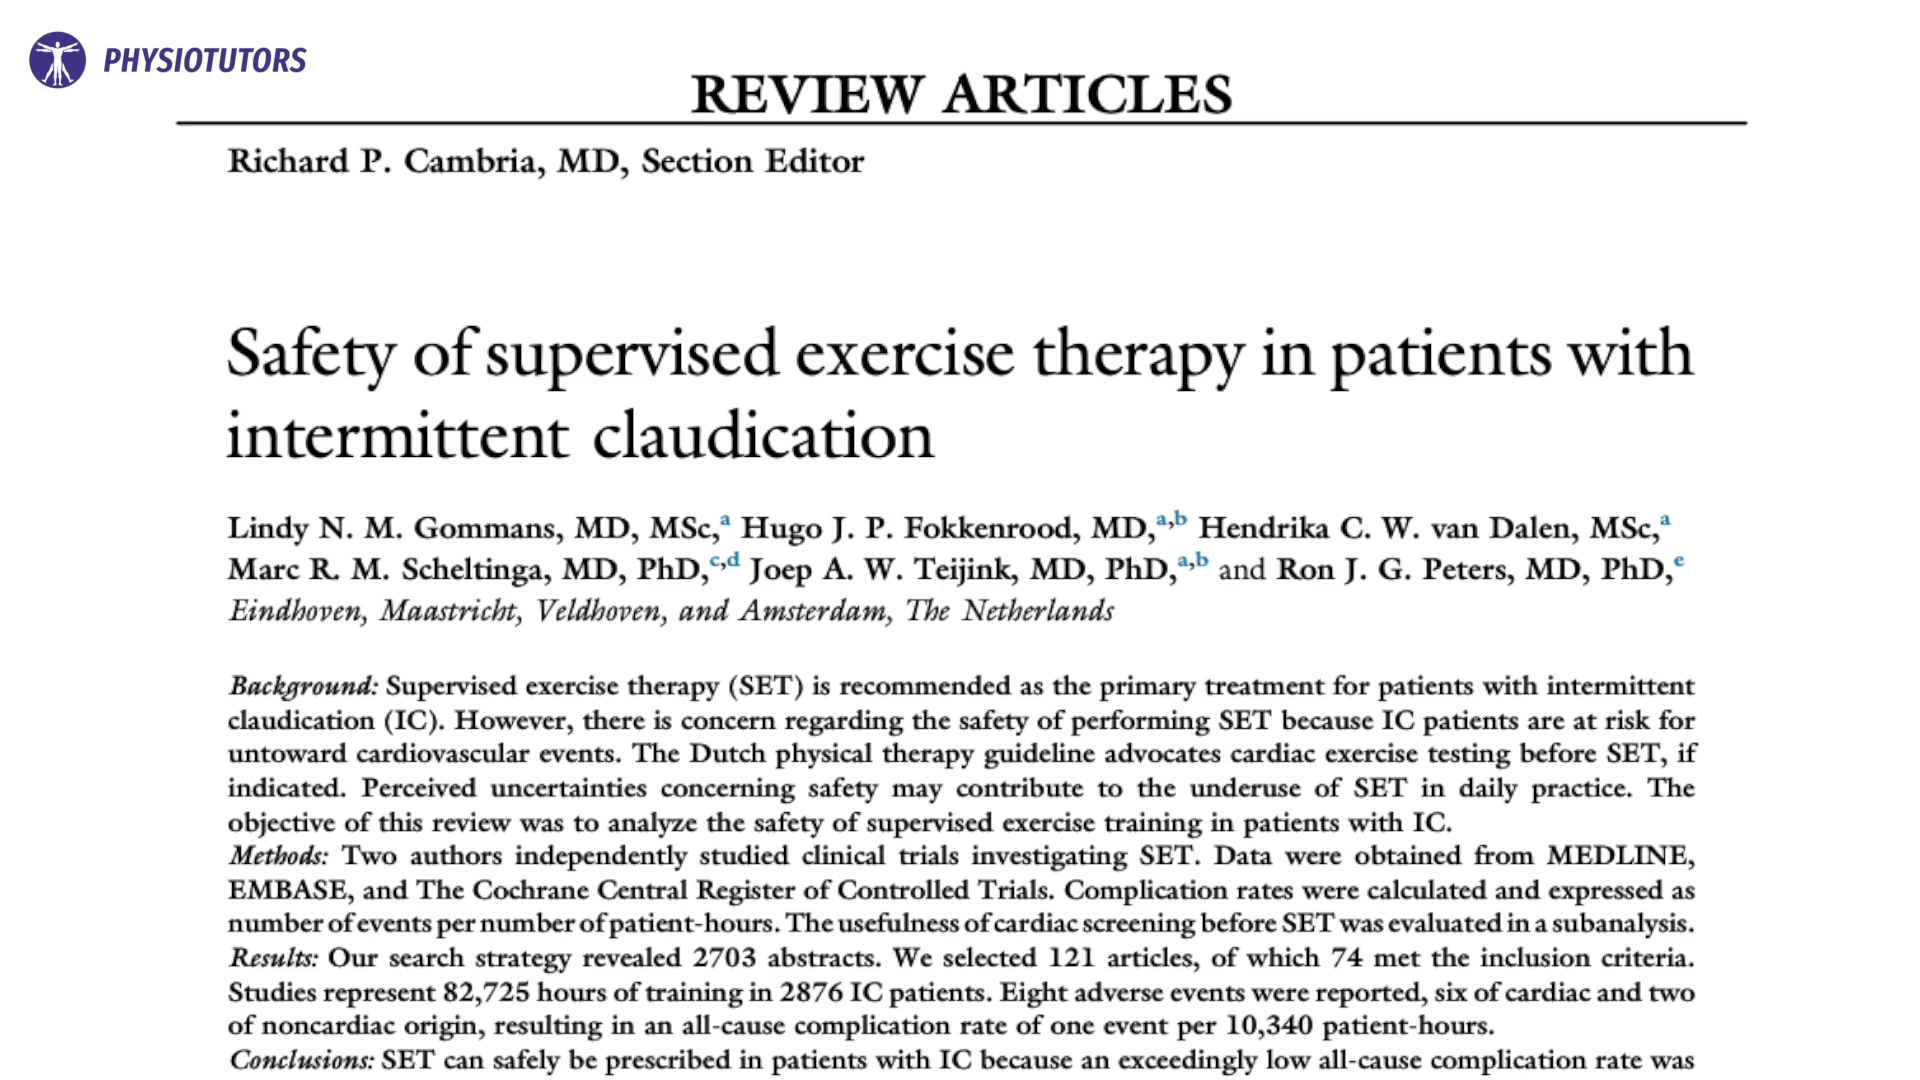 PHYSIOTUTORS
REVIEW ARTICLES
Richard P. Cambria, MD, Section Editor
Safety of supervised exercise therapy in patients with
intermittent claudication
Lindy N. M. Gommans, MD, MSc,a Hugo J. P. Fokkenrood, MD,a,b Hendrika C. W. van Dalen, MSc,a
Marc R. M. Scheltinga, MD, PhD,c,d Joep A. W. Teijink, MD, PhD,a,b and Ron J. G. Peters, MD, PhD,e
Eindhoven, Maastricht, Veldhoven, and Amsterdam, The Netherlands
Background: Supervised exercise therapy (SET) is recommended as the primary treatment for patients with intermittent
claudication (IC). However, there is concern regarding the safety of performing SET because IC patients are at risk for
untoward cardiovascular events. The Dutch physical therapy guideline advocates cardiac exercise testing before SET, if
indicated. Perceived uncertainties concerning safety may contribute to the underuse of SET in daily practice. The
objective of this review was to analyze the safety of supervised exercise training in patients with IC.
Methods: Two authors independently studied clinical trials investigating SET. Data were obtained from MEDLINE,
EMBASE, and The Cochrane Central Register of Controlled Trials. Complication rates were calculated and expressed as
number of events per number of patient-hours. The usefulness of cardiac screening before SET was evaluated in a subanalysis.
Results: Our search strategy revealed 2703 abstracts. We selected 121 articles, of which 74 met the inclusion criteria.
Studies represent 82,725 hours of training in 2876 IC patients. Eight adverse events were reported, six of cardiac and two
of noncardiac origin, resulting in an all-cause complication rate of one event per 10,340 patient-hours.
Conclusions: SET can safely be prescribed in patients with IC because an exceedingly low all-cause complication rate was